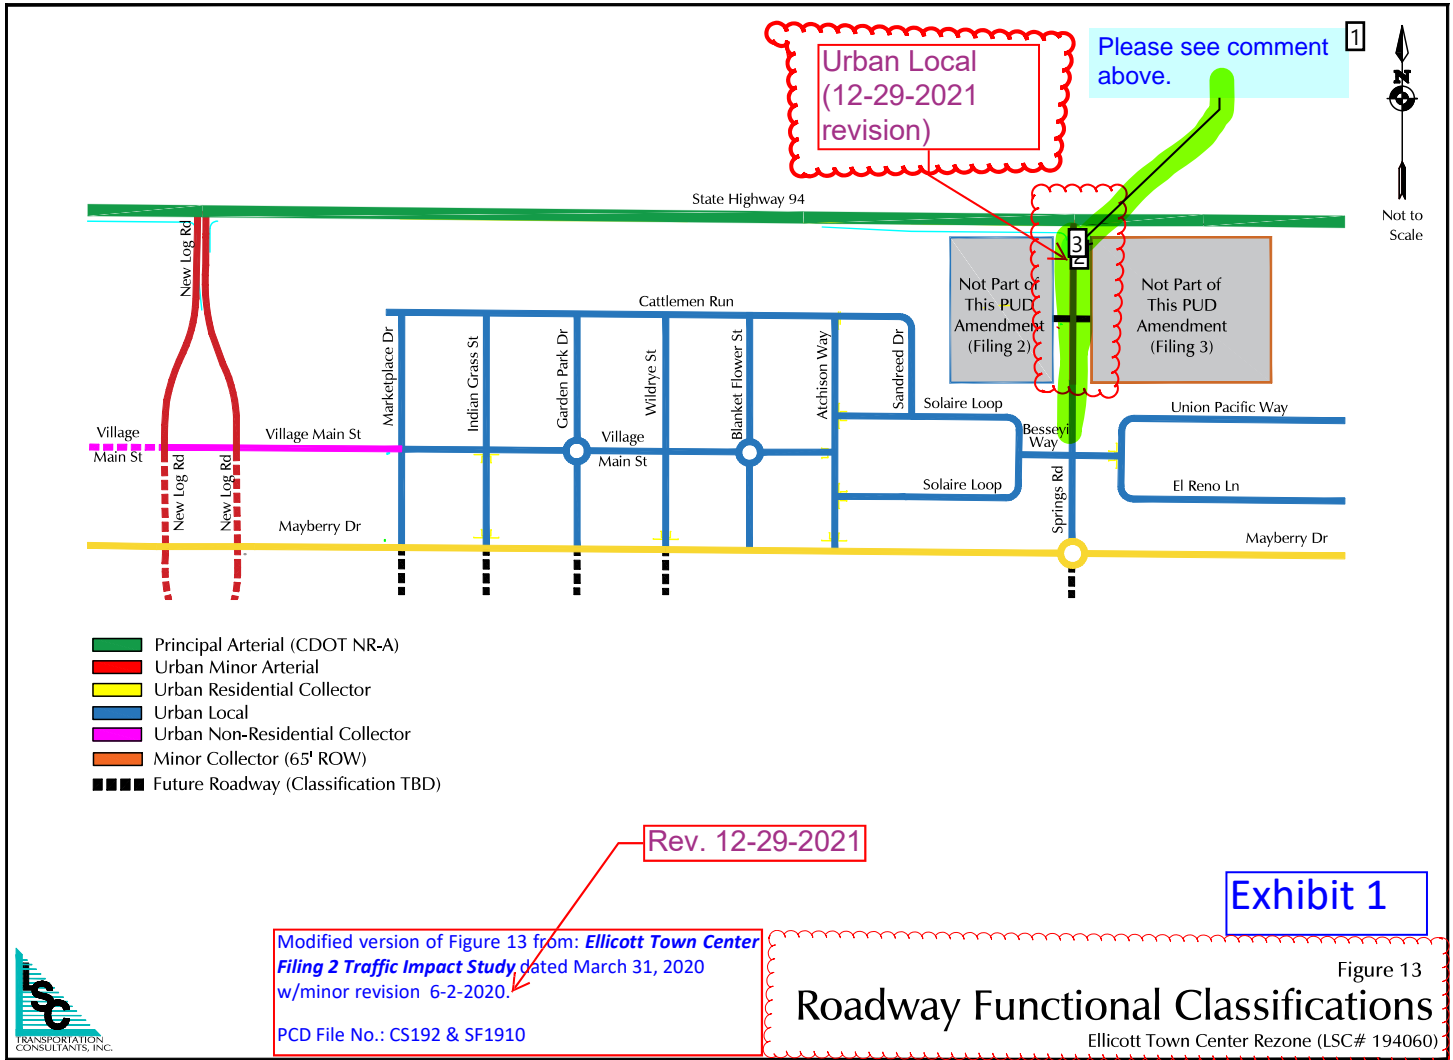 Urban Local
(12-29-2021
revision)
Please see comment
above.
1
N
Not to
Scale
State Highway 94
New Log Rd
3
2
Not Part of
This PUD
Amendment
(Filing 2)
Not Part of
This PUD
Amendment
(Filing 3)
Cattlemen Run
Marketplace Dr
Indian Grass St
Garden Park Dr
Wildrye St
Blanket Flower St
Atchison Way
Sandreed Dr
Solaire Loop
Union Pacific Way
Village
Main St
Village Main St
Village
Main St
Besseyi
Way
New Log Rd
New Log Rd
Solaire Loop
Springs Rd
El Reno Ln
Mayberry Dr
Mayberry Dr
Principal Arterial (CDOT NR-A)
Urban Minor Arterial
Urban Residential Collector
Urban Local
Urban Non-Residential Collector
Minor Collector (65' ROW)
Future Roadway (Classification TBD)
Rev. 12-29-2021
Exhibit 1
Modified version of Figure 13 from: Ellicott Town Center
Filing 2 Traffic Impact Study dated March 31, 2020
w/minor revision 6-2-2020.
PCD File No.: CS192 & SF1910
Figure 13
Roadway Functional Classifications
Ellicott Town Center Rezone (LSC# 194060)
LSC
TRANSPORTATION
CONSULTANTS, INC.